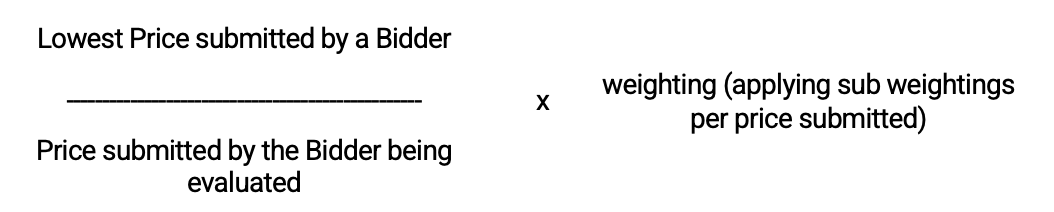 Lowest Price submitted by a Bidder
x
weighting (applying sub weightings
per price submitted)
Price submitted by the Bidder being
evaluated